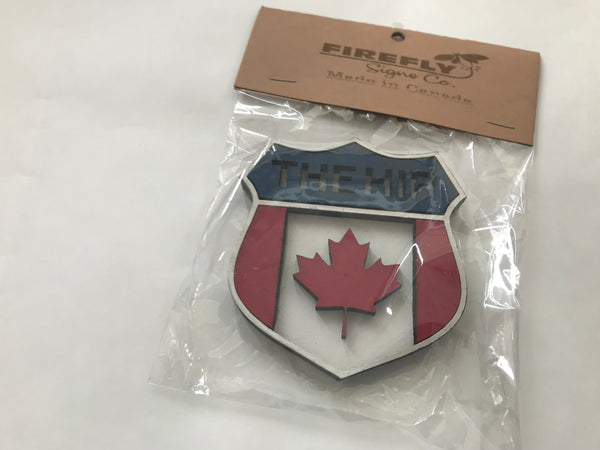 FIREFLY
Signs Co.
Made in Canada
THE HIP